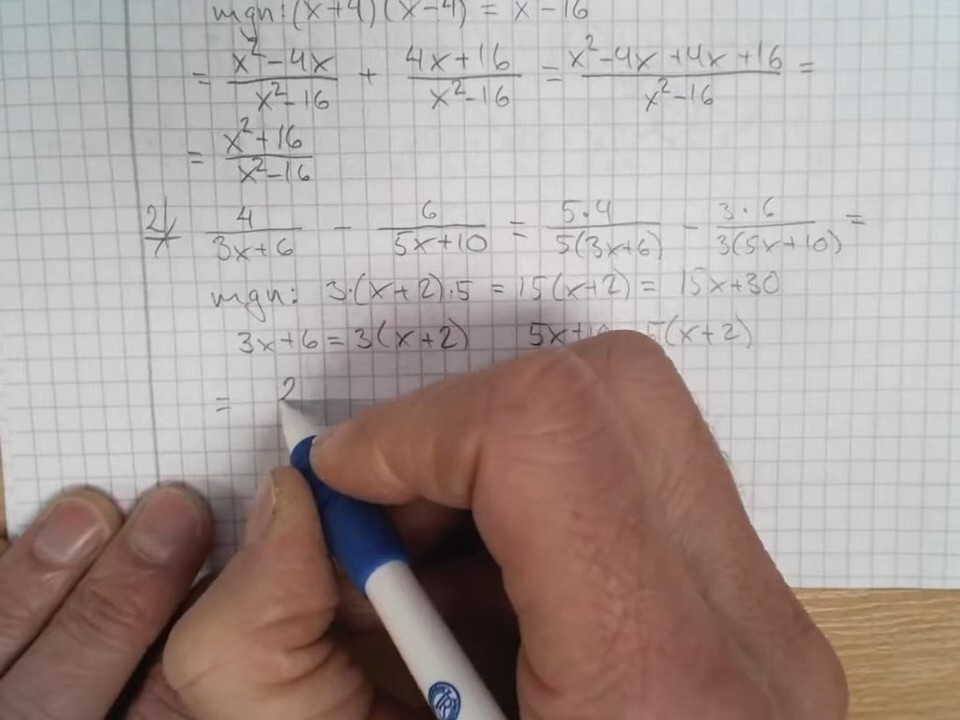 mgn: (x+4)(x-4) = x -16
= x²-4x/x²-16 + 4x+16/x²-16 = x²-4x+4x+16/x²-16 =
= x²+16/x²-16
2/ 4/3x+6 - 6/5x+10 = 5·4/5(3x+6) - 3·6/3(5x+10) =
mgn: 3·(x+2)·5 = 15(x+2) = 15x+30
3x+6 = 3(x+2) 5x+ (x+2)
= 2